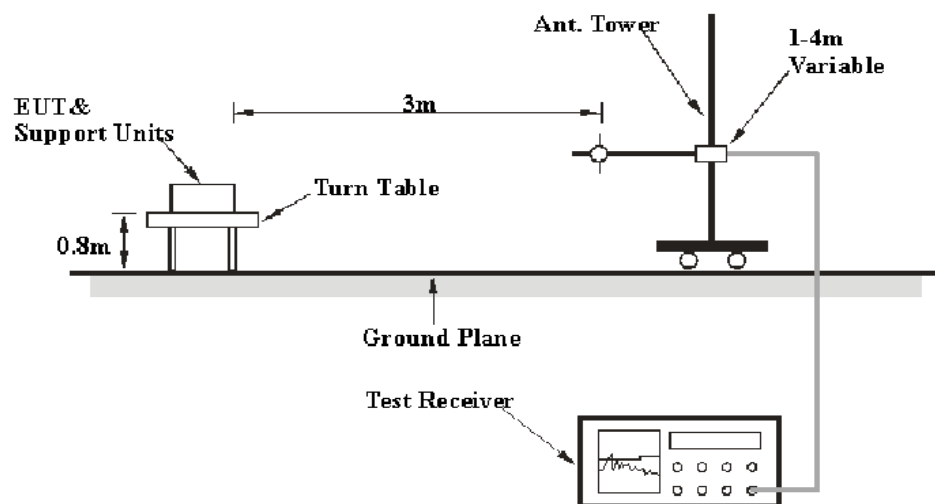 Ant. Tower
1-4m
Variable
3m
EUT&
Support Units
Turn Table
0.8m
Ground Plane
Test Receiver